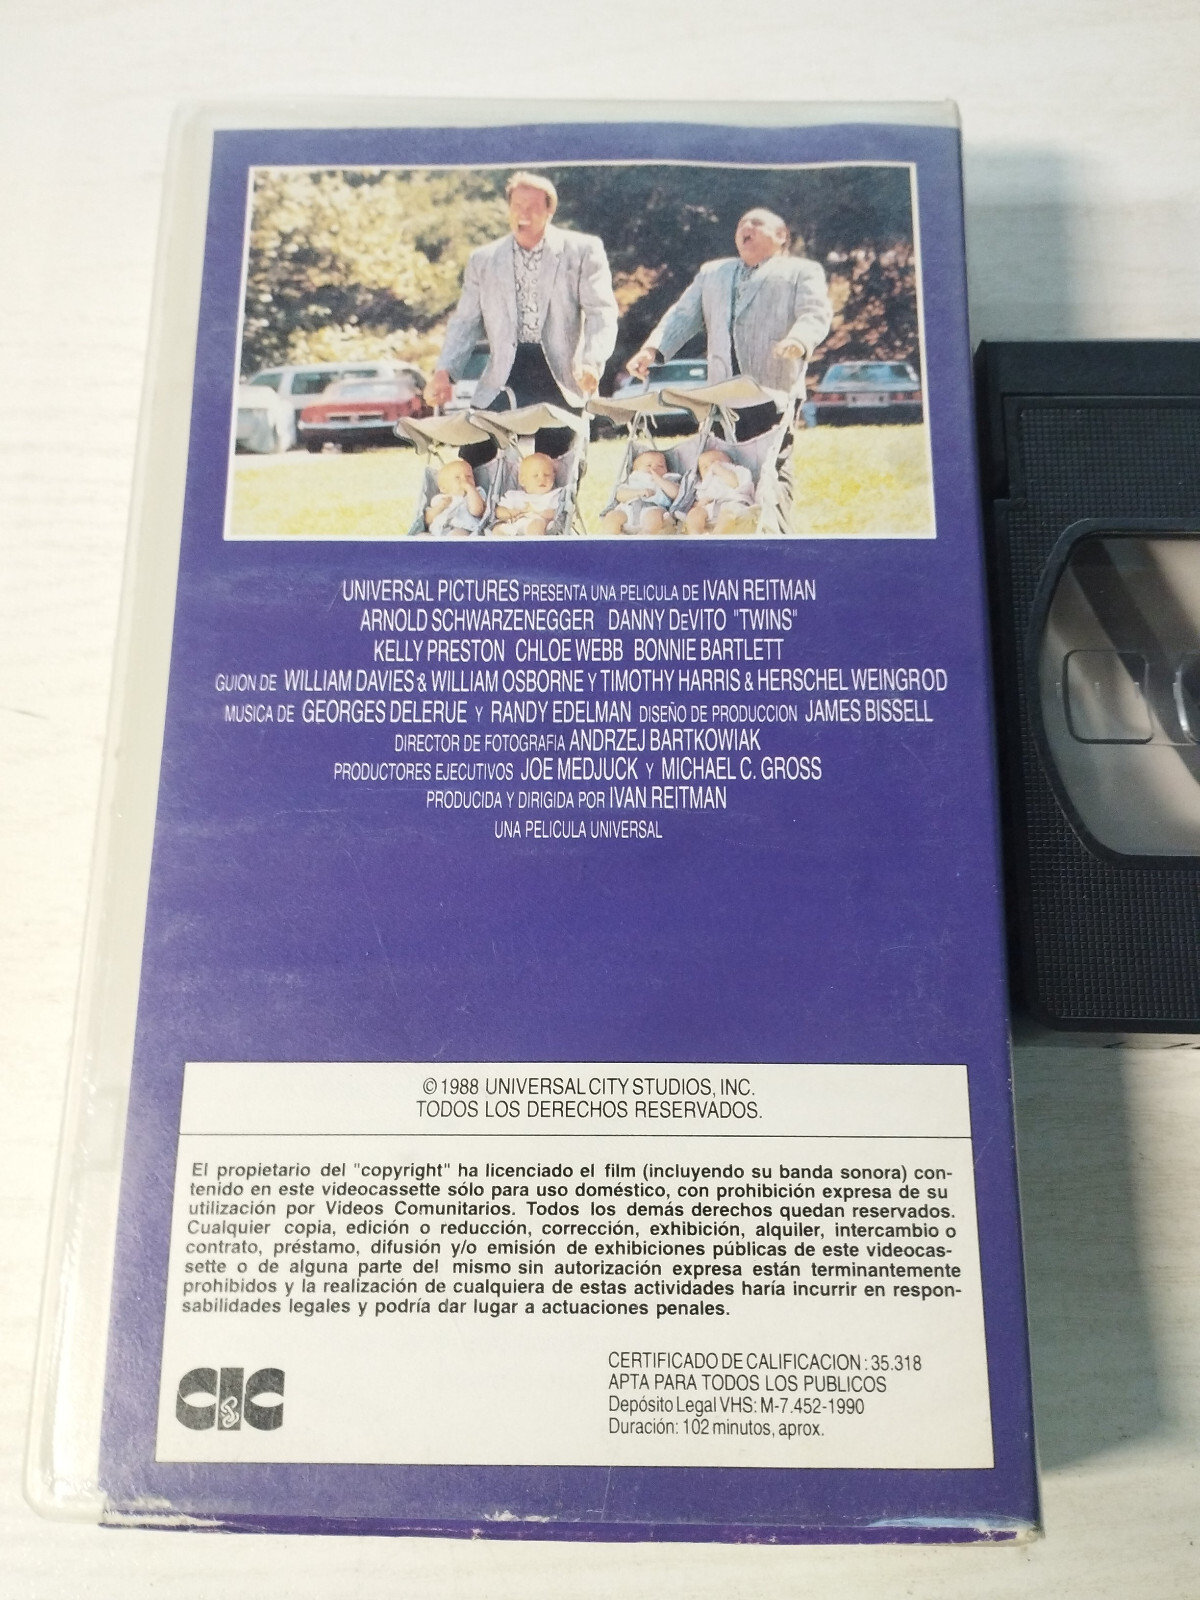 UNIVERSAL PICTURES PRESENTA UNA PELICULA DE IVAN REITMAN
ARNOLD SCHWARZENEGGER DANNY DeVITO "TWINS"
KELLY PRESTON CHLOE WEBB BONNIE BARTLETT
GUION DE WILLIAM DAVIES & WILLIAM OSBORNE Y TIMOTHY HARRIS & HERSCHEL WEINGROD
MUSICA DE GEORGES DELERUE Y RANDY EDELMAN DISEÑO DE PRODUCCION JAMES BISSELL
DIRECTOR DE FOTOGRAFIA ANDRZEJ BARTKOWIAK
PRODUCTORES EJECUTIVOS JOE MEDJUCK Y MICHAEL C. GROSS
PRODUCIDA Y DIRIGIDA POR IVAN REITMAN
UNA PELICULA UNIVERSAL
© 1988 UNIVERSAL CITY STUDIOS, INC.
TODOS LOS DERECHOS RESERVADOS.
El propietario del "copyright" ha licenciado el film (incluyendo su banda sonora) con-
tenido en este videocassette sólo para uso doméstico, con prohibición expresa de su
utilización por Videos Comunitarios. Todos los demás derechos quedan reservados.
Cualquier copia, edición o reducción, corrección, exhibición, alquiler, intercambio o
contrato, préstamo, difusión y/o emisión de exhibiciones públicas de este videocas-
sette o de alguna parte del mismo sin autorización expresa están terminantemente
prohibidos y la realización de cualquiera de estas actividades haría incurrir en respon-
sabilidades legales y podría dar lugar a actuaciones penales.
CIC
CERTIFICADO DE CALIFICACION: 35.318
APTA PARA TODOS LOS PUBLICOS
Depósito Legal VHS: M-7.452-1990
Duración: 102 minutos, aprox.